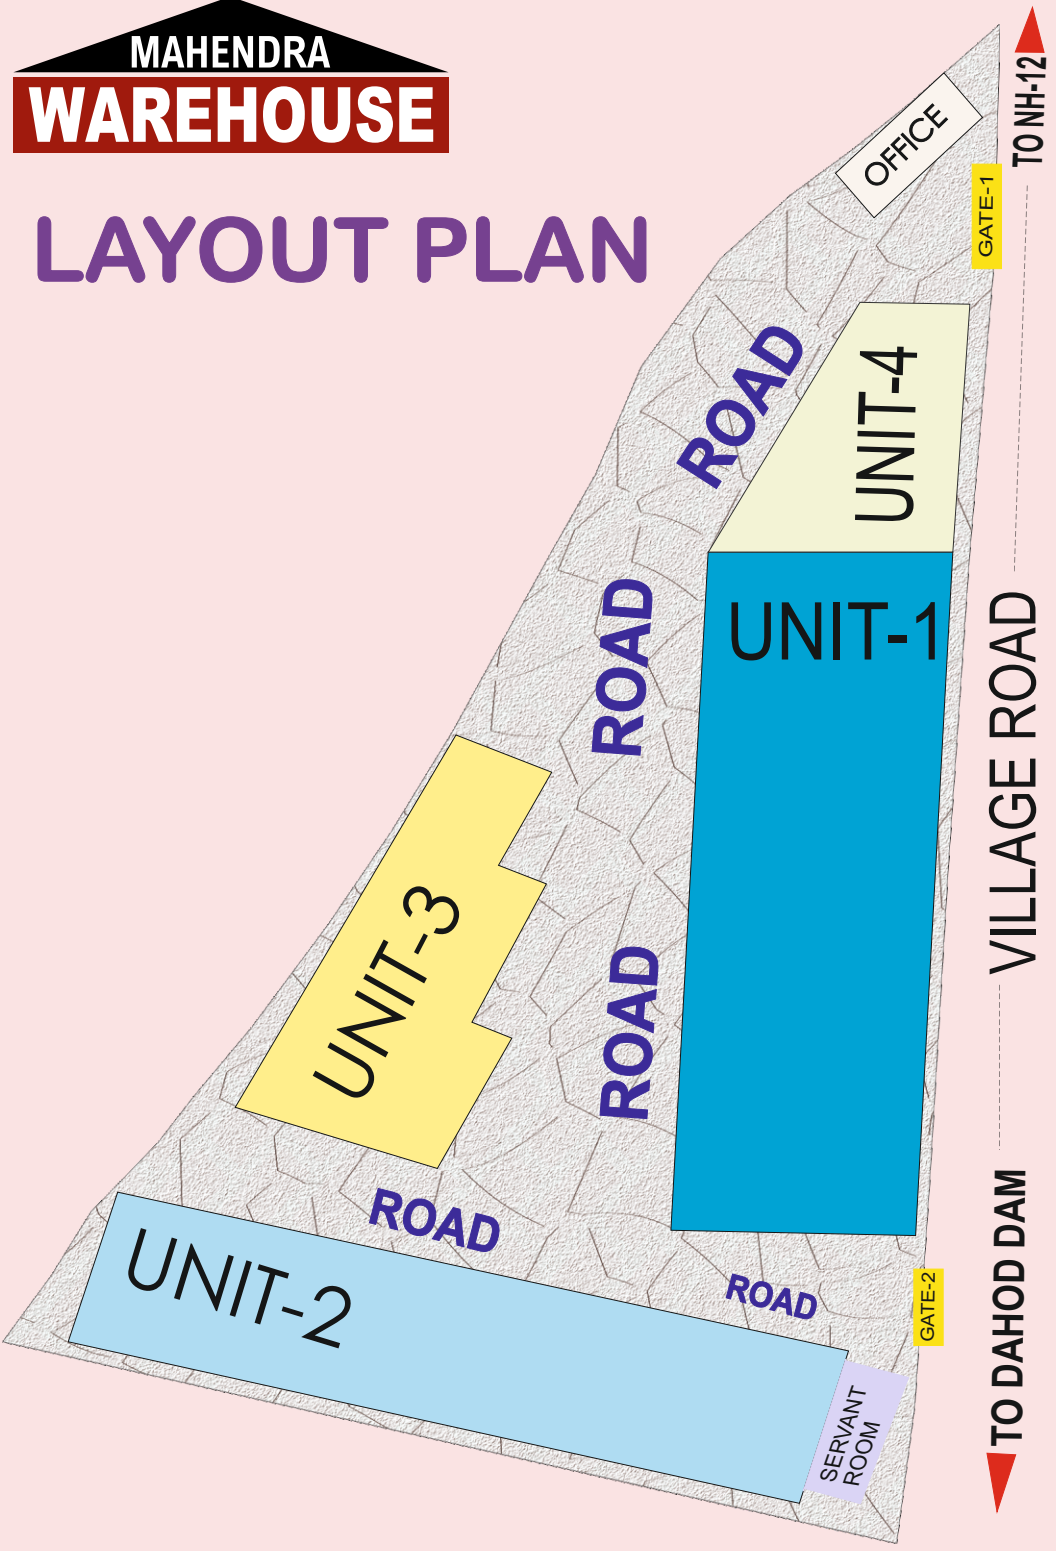 MAHENDRA
WAREHOUSE
LAYOUT PLAN
TO NH-12
OFFICE
GATE-1
ROAD
UNIT-4
ROAD
UNIT-1
VILLAGE ROAD
UNIT-3
ROAD
ROAD
UNIT-2
ROAD
GATE-2
TO DAHOD DAM
SERVANT
ROOM